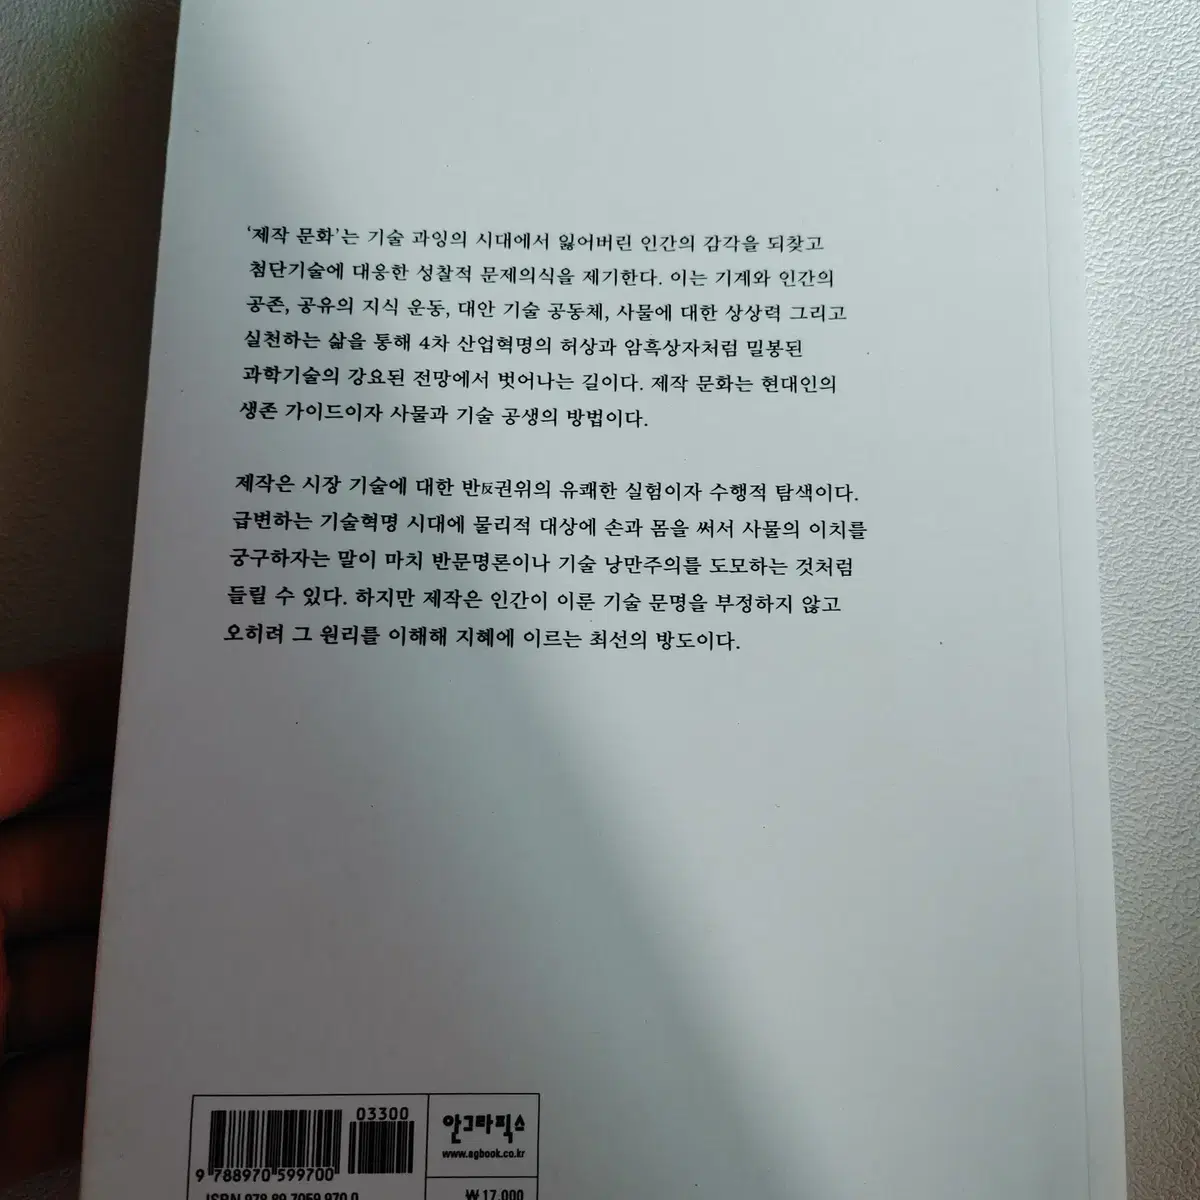 ‘제작 문화’는 기술 과잉의 시대에서 잃어버린 인간의 감각을 되찾고
첨단기술에 대응한 성찰적 문제의식을 제기한다. 이는 기계와 인간의
공존, 공유의 지식 운동, 대안 기술 공동체, 사물에 대한 상상력 그리고
실천하는 삶을 통해 4차 산업혁명의 허상과 암흑상자처럼 밀봉된
과학기술의 강요된 전망에서 벗어나는 길이다. 제작 문화는 현대인의
생존 가이드이자 사물과 기술 공생의 방법이다.
제작은 시장 기술에 대한 반反권위의 유쾌한 실험이자 수행적 탐색이다.
급변하는 기술혁명 시대에 물리적 대상에 손과 몸을 써서 사물의 이치를
궁구하자는 말이 마치 반문명론이나 기술 낭만주의를 도모하는 것처럼
들릴 수 있다. 하지만 제작은 인간이 이룬 기술 문명을 부정하지 않고
오히려 그 원리를 이해해 지혜에 이르는 최선의 방도이다.
03300
9 788970 599700
ISBN 978.89.7059.970.0
안그라픽스
www.agbook.co.kr
₩ 17,000